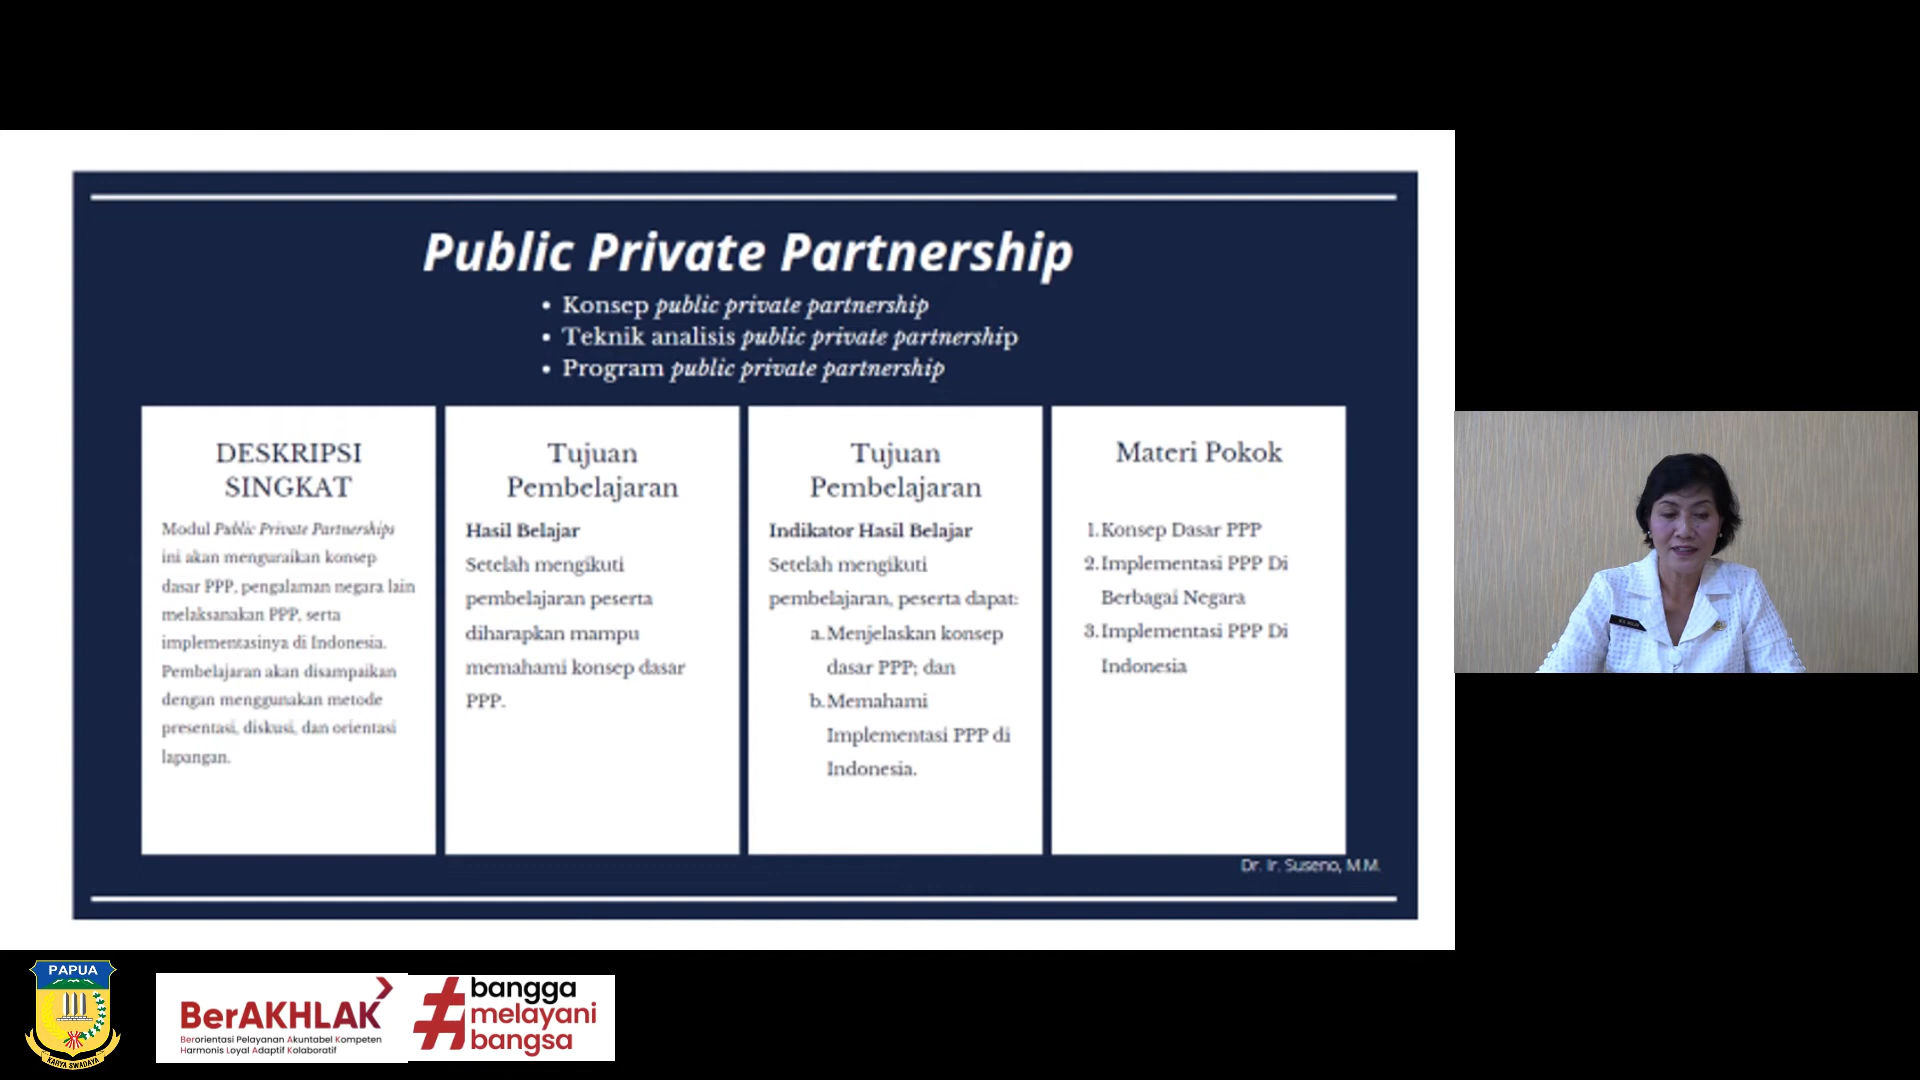 Public Private Partnership
• Konsep public private partnership
• Teknik analisis public private partnership
• Program public private partnership
DESKRIPSI
SINGKAT
Modul Public Private Partnerships
ini akan menguraikan konsep
dasar PPP, pengalaman negara lain
melaksanakan PPP, serta
implementasinya di Indonesia.
Pembelajaran akan disampaikan
dengan menggunakan metode
presentasi, diskusi, dan orientasi
lapangan.
Tujuan
Pembelajaran
Hasil Belajar
Setelah mengikuti
pembelajaran peserta
diharapkan mampu
memahami konsep dasar
PPP.
Tujuan
Pembelajaran
Indikator Hasil Belajar
Setelah mengikuti
pembelajaran, peserta dapat:
a. Menjelaskan konsep
dasar PPP; dan
b. Memahami
Implementasi PPP di
Indonesia.
Materi Pokok
1. Konsep Dasar PPP
2. Implementasi PPP Di
Berbagai Negara
3. Implementasi PPP Di
Indonesia
Dr. Ir. Suseno, M.M.
PAPUA
KARYA SWADAYA
BerAKHLAK
Berorientasi Pelayanan Akuntabel Kompeten
Harmonis Loyal Adaptif Kolaboratif
#bangga
melayani
bangsa